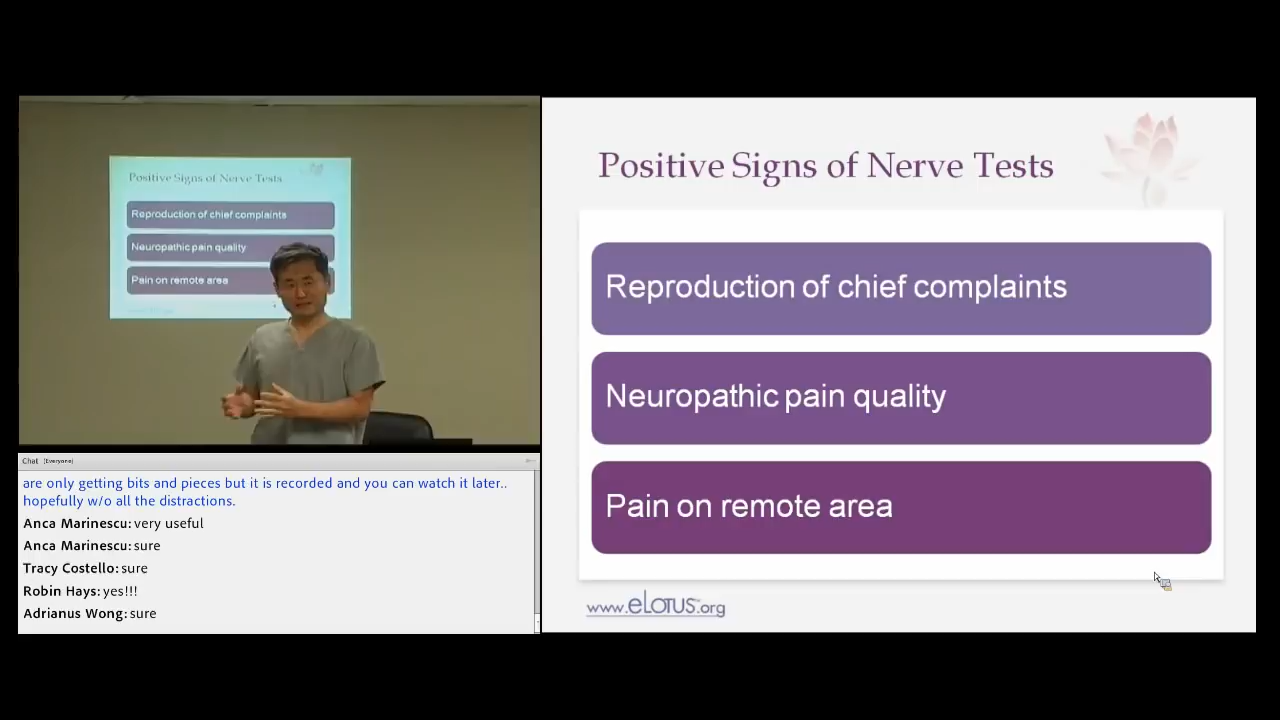 Positive Signs of Nerve Tests
Reproduction of chief complaints
Neuropathic pain quality
Pain on remote area
Chat (Everyone)
are only getting bits and pieces but it is recorded and you can watch it later..
hopefully w/o all the distractions.
Anca Marinescu: very useful
Anca Marinescu: sure
Tracy Costello: sure
Robin Hays: yes!!!
Adrianus Wong: sure
Positive Signs of Nerve Tests
Reproduction of chief complaints
Neuropathic pain quality
Pain on remote area
www.eLOTUS.org